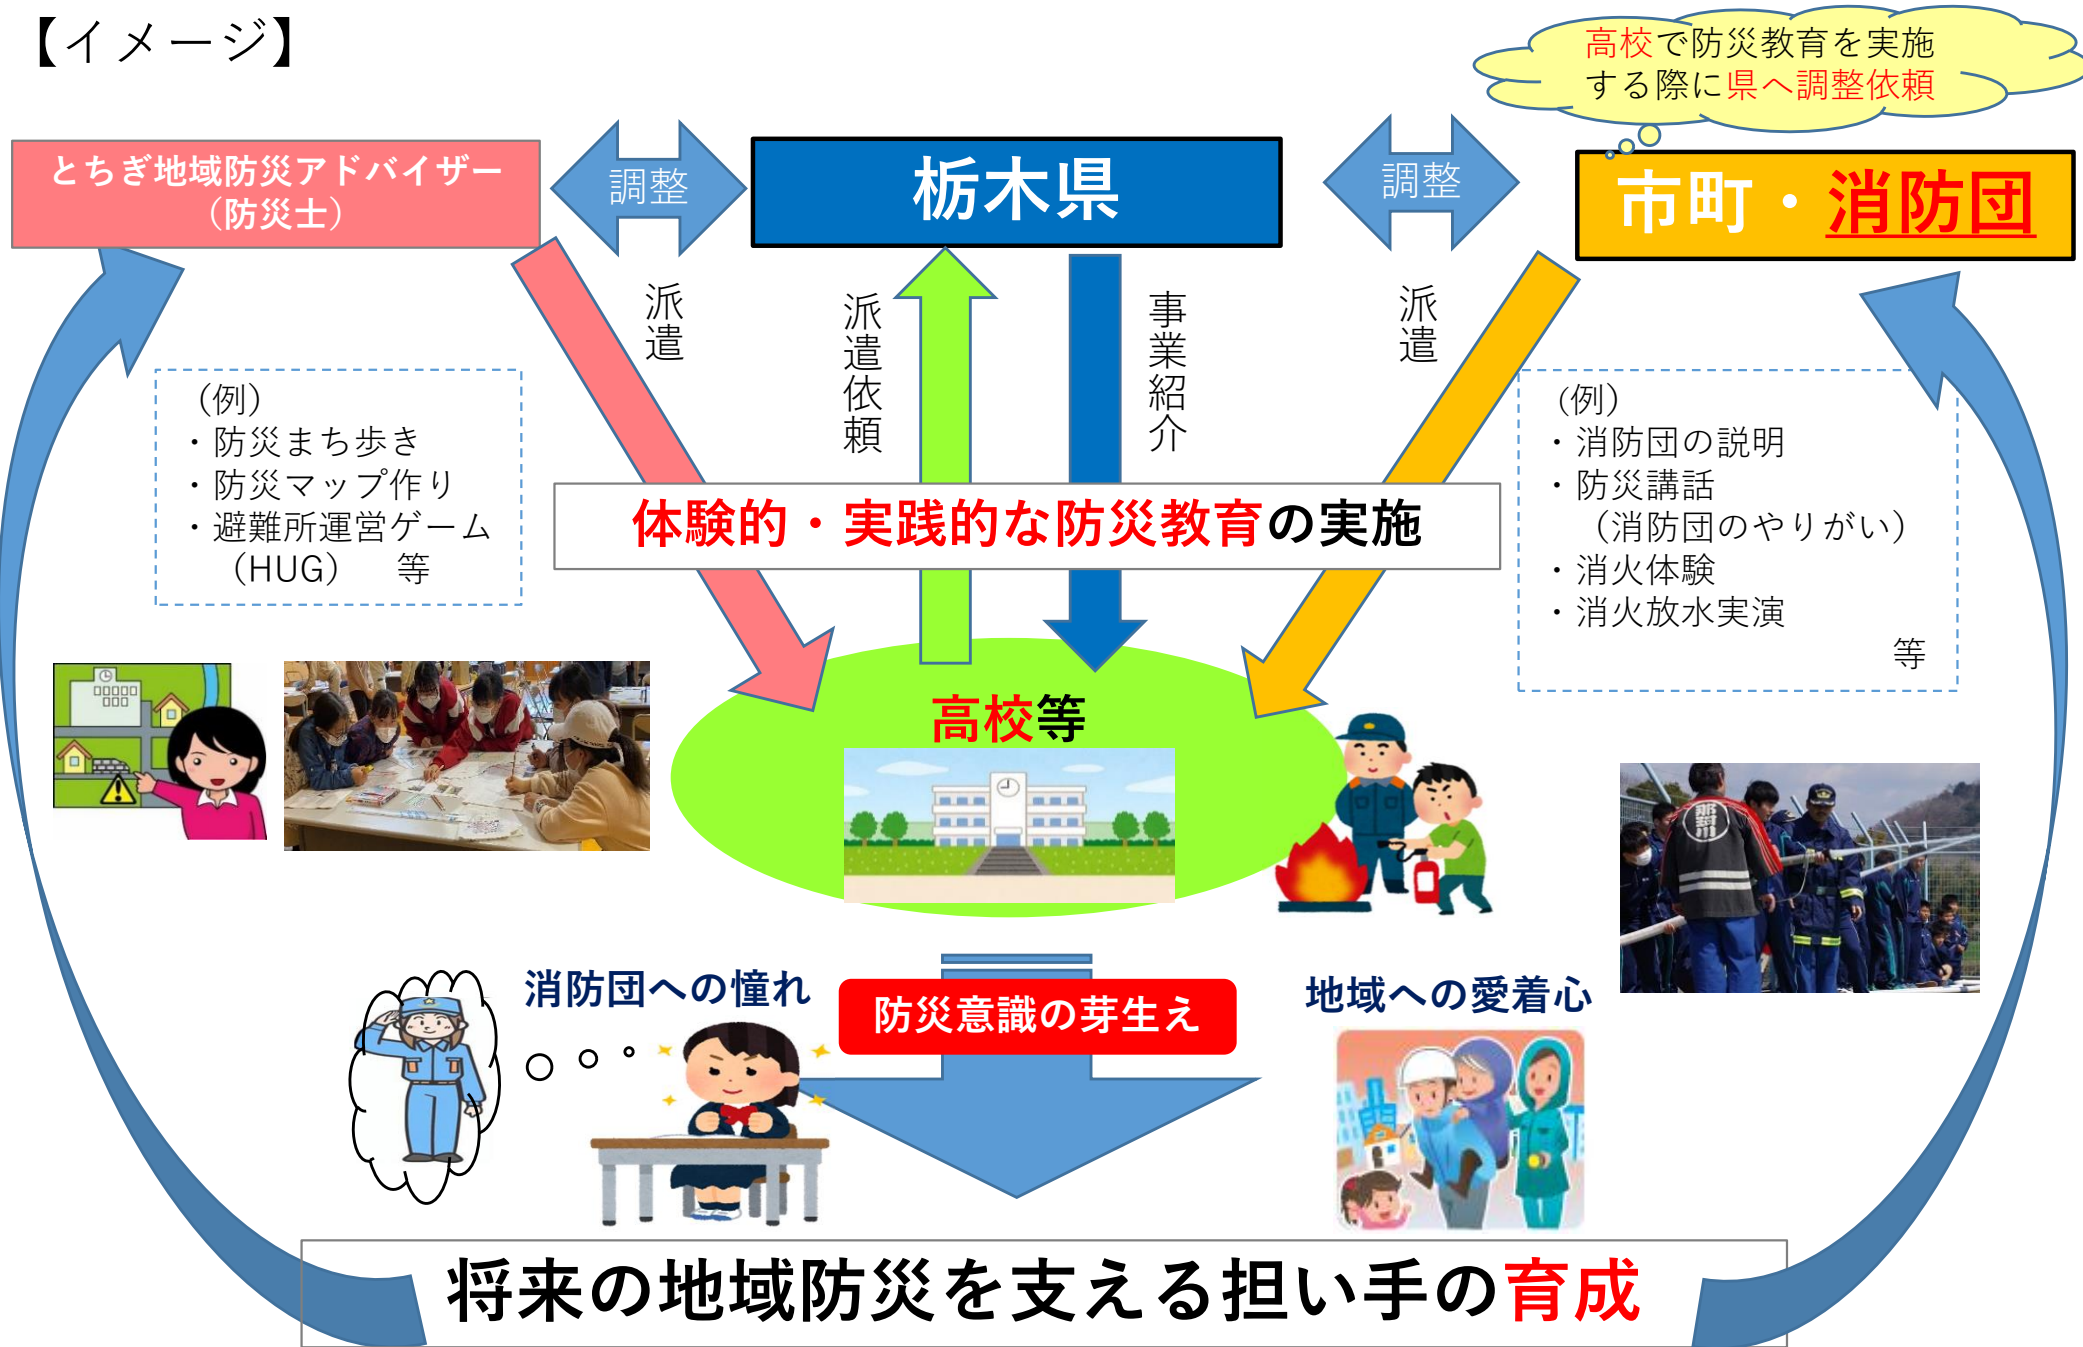 【イメージ】
高校で防災教育を実施
する際に県へ調整依頼
とちぎ地域防災アドバイザー
（防災士）
調整
栃木県
調整
市町・消防団
派遣
派遣依頼
事業紹介
派遣
（例）
・防災まち歩き
・防災マップ作り
・避難所運営ゲーム
（HUG）　等
（例）
・消防団の説明
・防災講話
（消防団のやりがい）
・消火体験
・消火放水実演
等
体験的・実践的な防災教育の実施
高校等
消防団への憧れ
防災意識の芽生え
地域への愛着心
将来の地域防災を支える担い手の育成